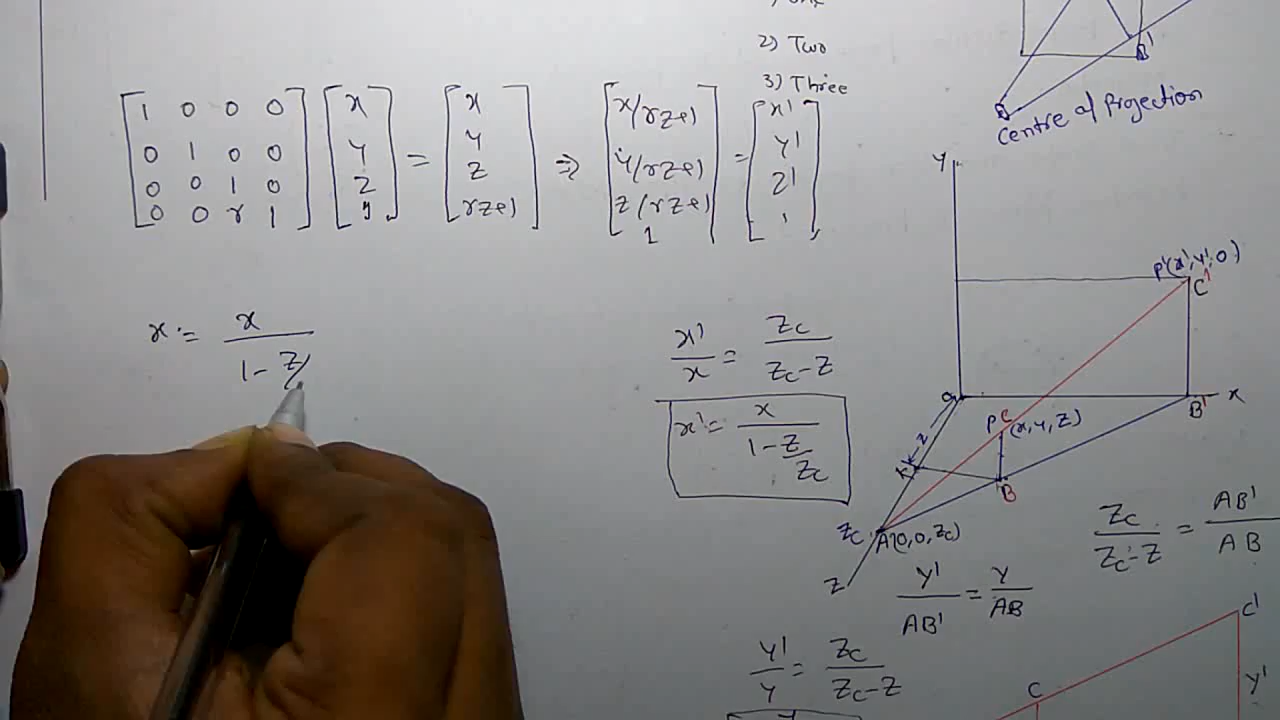 2) Two
3) Three
B'
Centre of Projection
[1 0 0 0] [x] = [x] ⇒ [x/rz+1] = [x']
[0 1 0 0] [y] [y] [y/rz+1] [y']
[0 0 1 0] [z] [z] [z/rz+1] [z']
[0 0 r 1] [1] [rz+1] [1] [1]
y
P'(x', y', 0)
C'
x = x / 1 - z/
x'/x = Zc / Zc - Z
x' = x / 1 - Z/Zc
O
B'
x
P C (x, y, z)
z
K
B
Zc
A(0, 0, Zc)
z
Zc / Zc - Z = AB' / AB
y' / AB' = y / AB
y' / y = Zc / Zc - Z
C'
C
y'